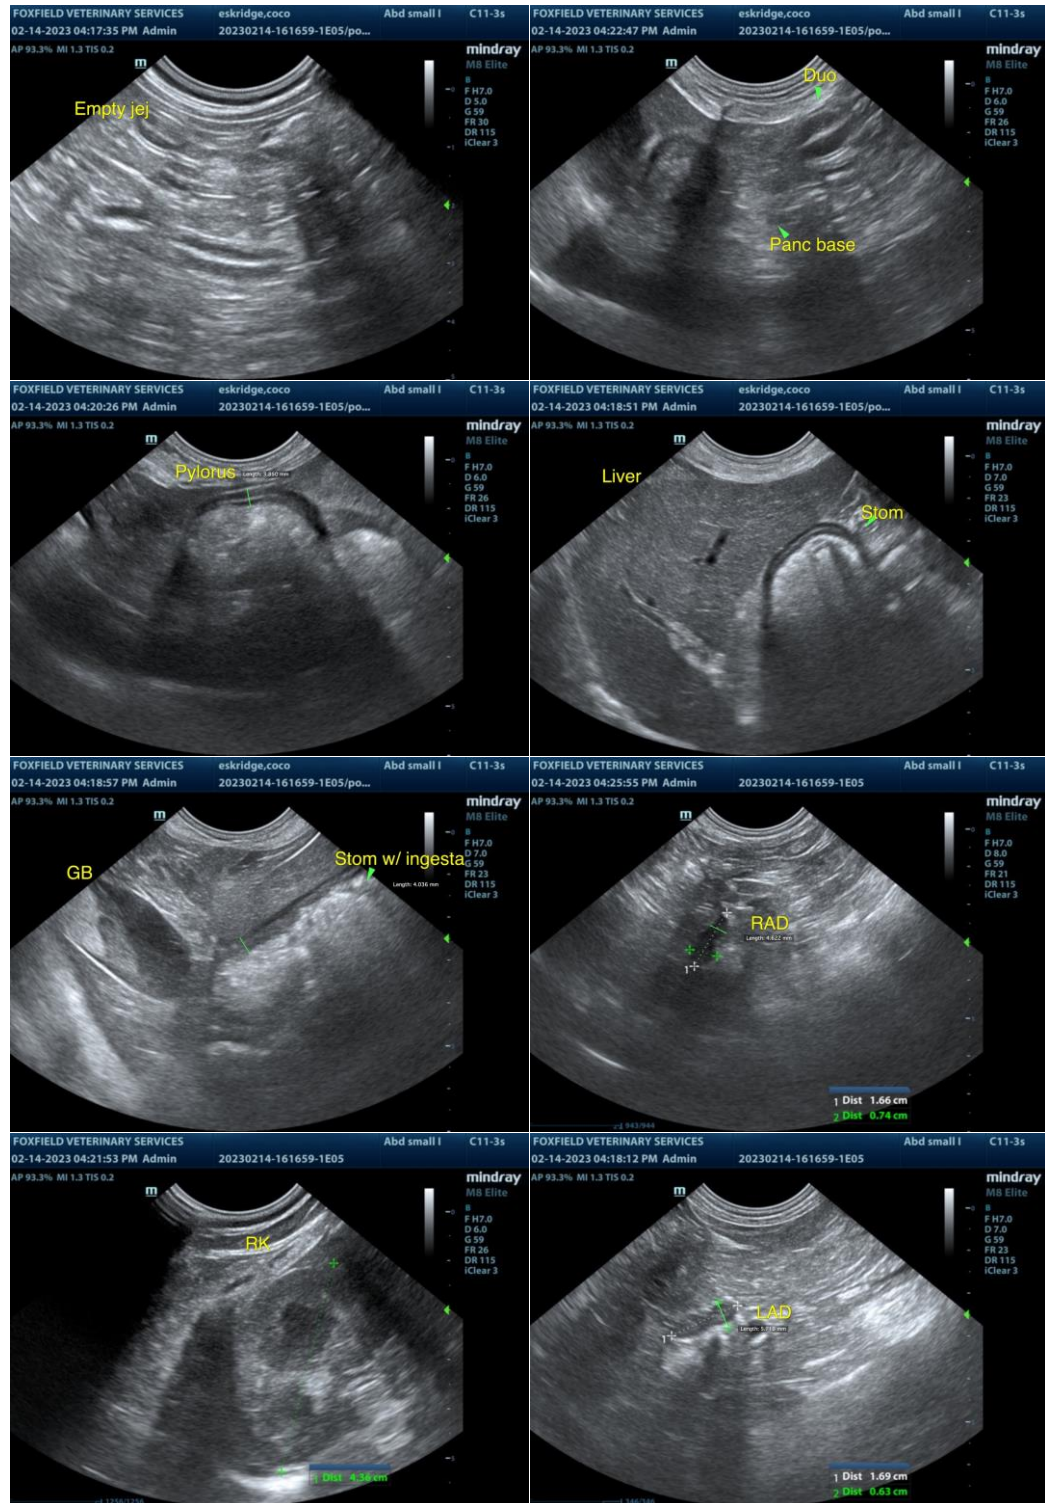 FOXFIELD VETERINARY SERVICES eskridge,coco Abd small I C11-3s
02-14-2023 04:17:35 PM Admin 20230214-161659-1E05/po...
AP 93.3% MI 1.3 TIS 0.2
mindray
M8 Elite
m
B
F H7.0
D 5.0
G 59
FR 30
DR 115
iClear 3
Empty jej
FOXFIELD VETERINARY SERVICES eskridge,coco Abd small I C11-3s
02-14-2023 04:22:47 PM Admin 20230214-161659-1E05/po...
AP 93.3% MI 1.3 TIS 0.2
mindray
M8 Elite
m
B
F H7.0
D 6.0
G 59
FR 26
DR 115
iClear 3
Duo
Panc base
FOXFIELD VETERINARY SERVICES eskridge,coco Abd small I C11-3s
02-14-2023 04:20:26 PM Admin 20230214-161659-1E05/po...
AP 93.3% MI 1.3 TIS 0.2
mindray
M8 Elite
m
B
F H7.0
D 6.0
G 59
FR 26
DR 115
iClear 3
Pylorus
FOXFIELD VETERINARY SERVICES eskridge,coco Abd small I C11-3s
02-14-2023 04:18:51 PM Admin 20230214-161659-1E05/po...
AP 93.3% MI 1.3 TIS 0.2
mindray
M8 Elite
m
B
F H7.0
D 7.0
G 59
FR 23
DR 115
iClear 3
Liver
Stom
FOXFIELD VETERINARY SERVICES eskridge,coco Abd small I C11-3s
02-14-2023 04:18:57 PM Admin 20230214-161659-1E05/po...
AP 93.3% MI 1.3 TIS 0.2
mindray
M8 Elite
m
B
F H7.0
D 7.0
G 59
FR 23
DR 115
iClear 3
Stom w/ ingesta
GB
Length: 4.036 mm
FOXFIELD VETERINARY SERVICES Abd small I C11-3s
02-14-2023 04:25:55 PM Admin 20230214-161659-1E05
AP 93.3% MI 1.3 TIS 0.2
mindray
M8 Elite
m
B
F H7.0
D 8.0
G 59
FR 21
DR 115
iClear 3
RAD
Length: 4.622 mm
1
1 Dist 1.66 cm
2 Dist 0.74 cm
943/944
FOXFIELD VETERINARY SERVICES Abd small I C11-3s
02-14-2023 04:21:53 PM Admin 20230214-161659-1E05
AP 93.3% MI 1.3 TIS 0.2
mindray
M8 Elite
m
B
F H7.0
D 6.0
G 59
FR 26
DR 115
iClear 3
RK
1 Dist 4.36 cm
1256/1256
FOXFIELD VETERINARY SERVICES Abd small I C11-3s
02-14-2023 04:18:12 PM Admin 20230214-161659-1E05
AP 93.3% MI 1.3 TIS 0.2
mindray
M8 Elite
m
B
F H7.0
D 7.0
G 59
FR 23
DR 115
iClear 3
LAD
1
1 Dist 1.69 cm
2 Dist 0.63 cm